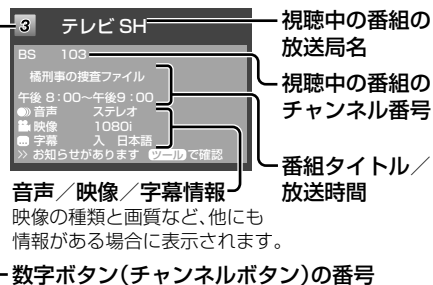 3 テレビ SH
BS 103
橘刑事の捜査ファイル
午後 8:00~午後9:00
音声 ステレオ
映像 1080i
字幕 入 日本語
>> お知らせがあります ツール で確認
視聴中の番組の
放送局名
視聴中の番組の
チャンネル番号
番組タイトル/
放送時間
音声/映像/字幕情報
映像の種類と画質など、他にも
情報がある場合に表示されます。
数字ボタン(チャンネルボタン)の番号